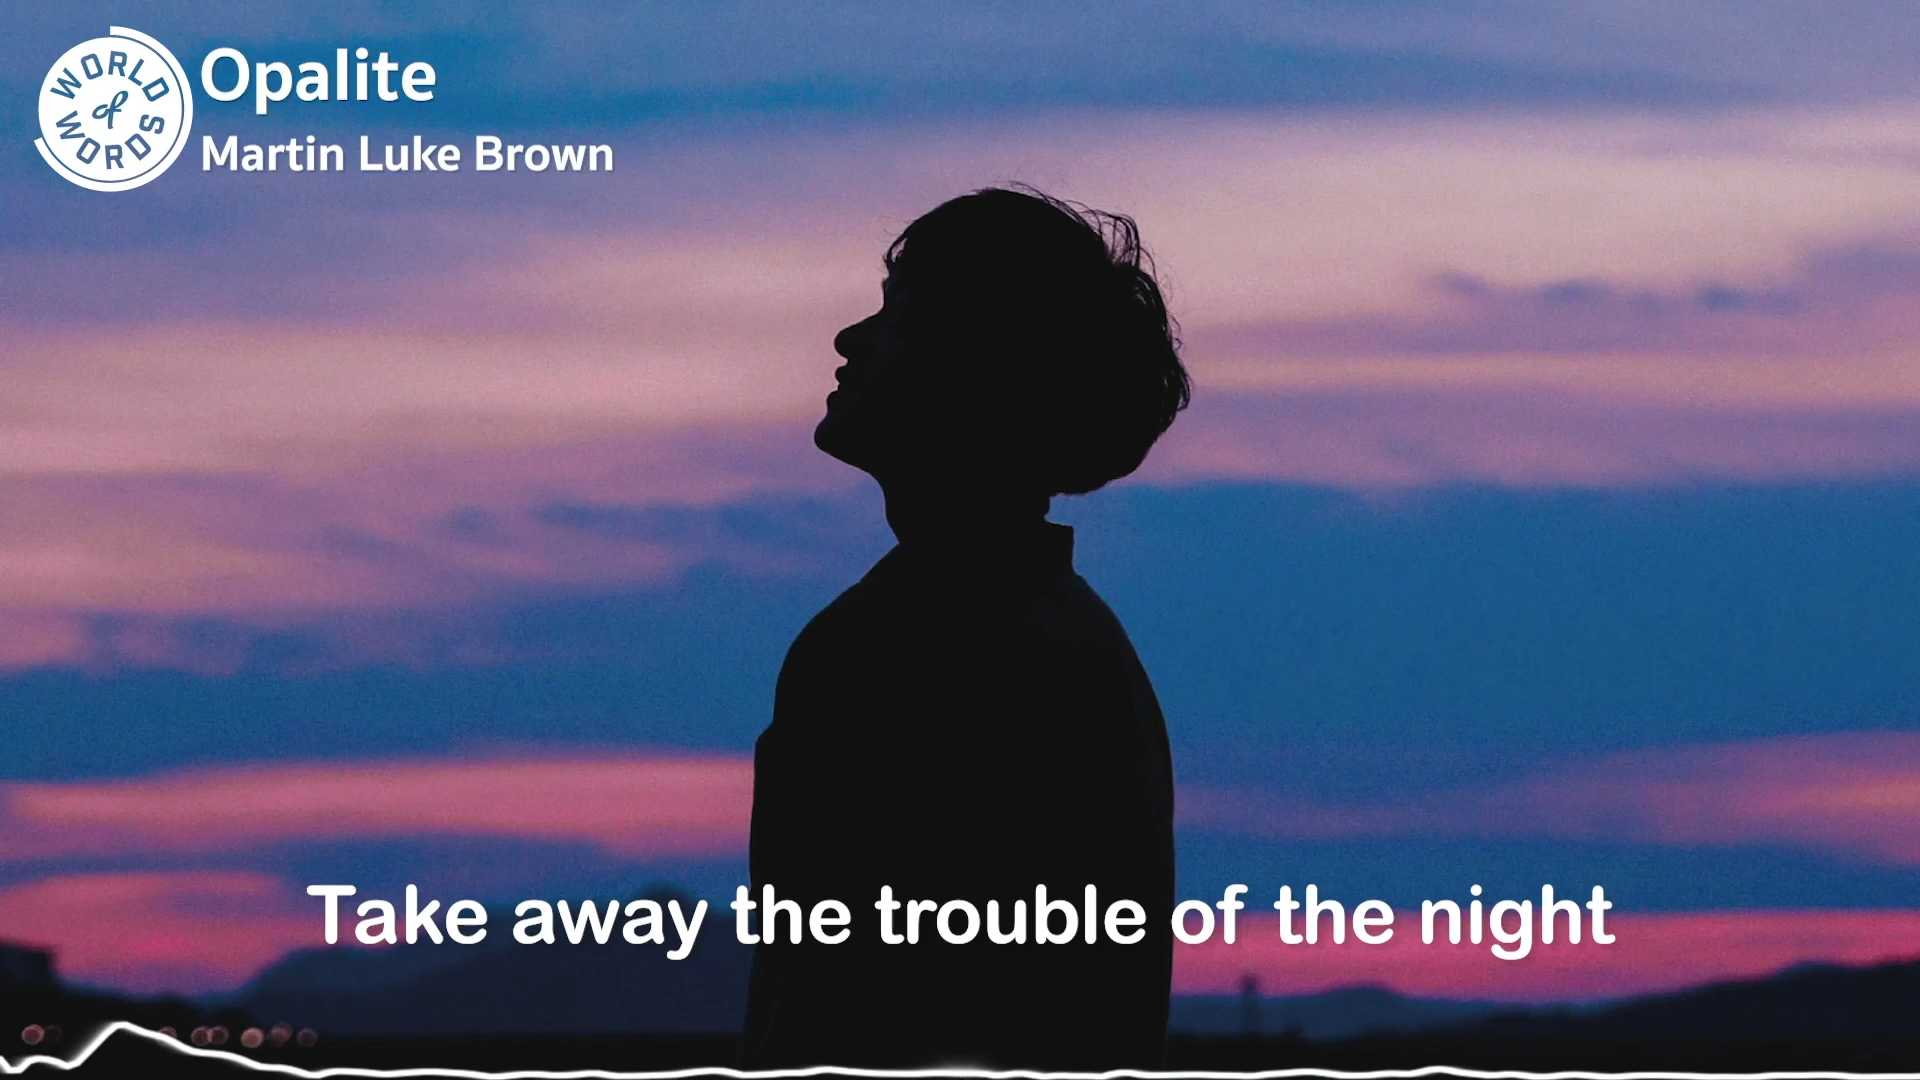 WORLD of WORDS
Opalite
Martin Luke Brown
Take away the trouble of the night